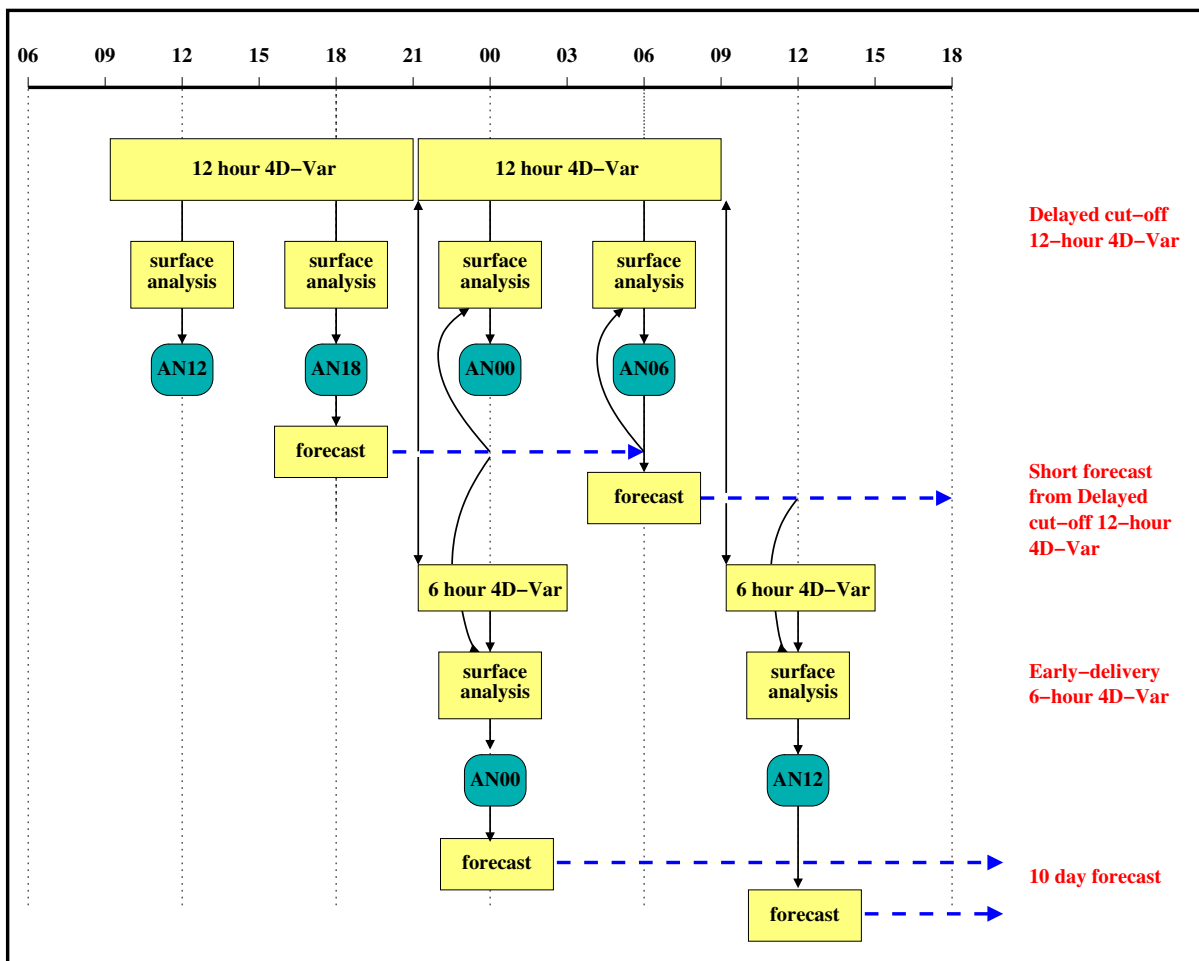 06 09 12 15 18 21 00 03 06 09 12 15 18
12 hour 4D−Var
12 hour 4D−Var
Delayed cut−off
12−hour 4D−Var
surface
analysis
surface
analysis
surface
analysis
surface
analysis
AN12
AN18
AN00
AN06
forecast
forecast
Short forecast
from Delayed
cut−off 12−hour
4D−Var
6 hour 4D−Var
6 hour 4D−Var
surface
analysis
surface
analysis
Early−delivery
6−hour 4D−Var
AN00
AN12
forecast
10 day forecast
forecast